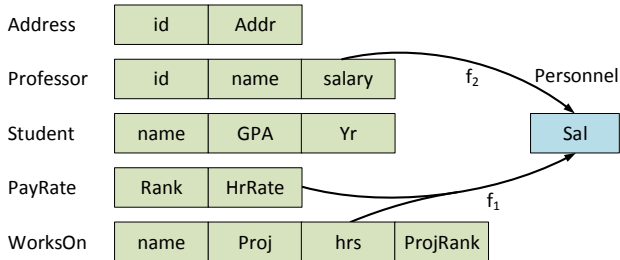 Address id Addr
Professor id name salary f2 Personnel
Student name GPA Yr Sal
PayRate Rank HrRate
f1
WorksOn name Proj hrs ProjRank